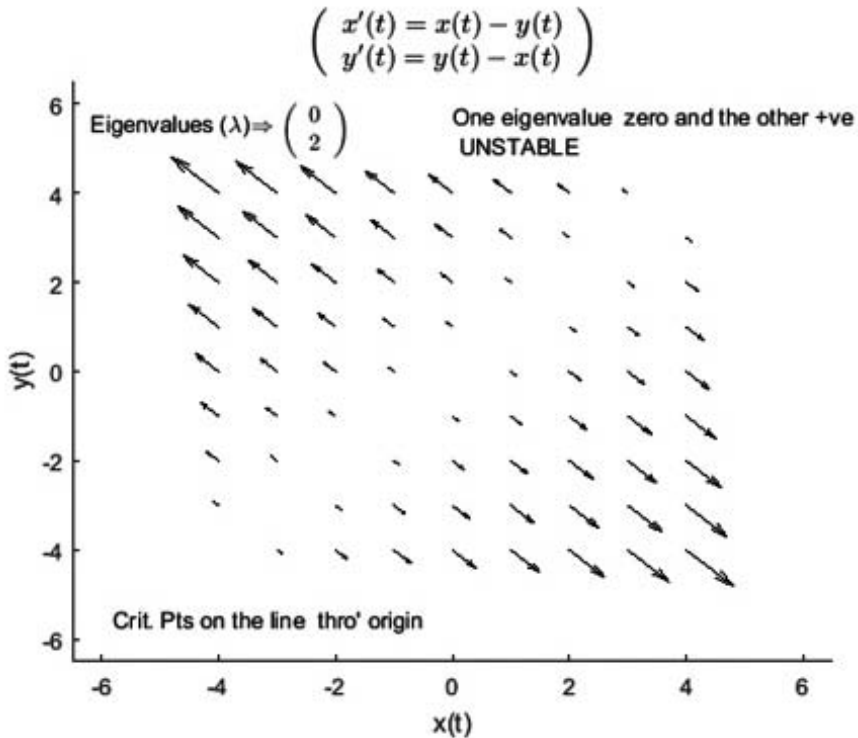 x′(t) = x(t) − y(t)
y′(t) = y(t) − x(t)
Eigenvalues (λ)⇒ ( 0
2 )
One eigenvalue zero and the other +ve
UNSTABLE
6
4
2
0
-2
-4
-6
y(t)
Crit. Pts on the line thro' origin
-6 -4 -2 0 2 4 6
x(t)